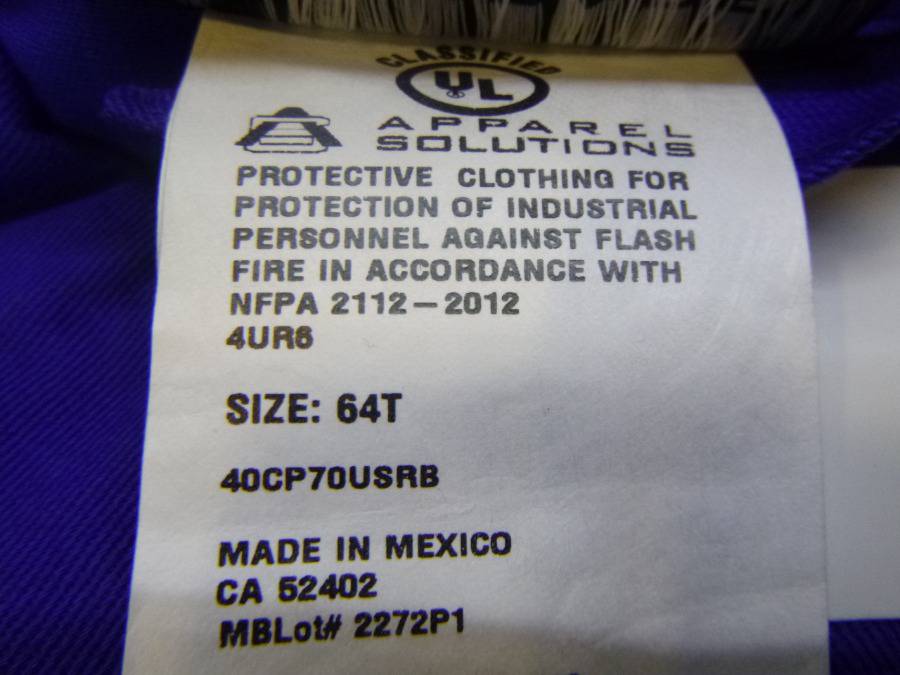 CLASSIFIED
UL
APPAREL
SOLUTIONS
PROTECTIVE CLOTHING FOR
PROTECTION OF INDUSTRIAL
PERSONNEL AGAINST FLASH
FIRE IN ACCORDANCE WITH
NFPA 2112-2012
4UR6
SIZE: 64T
40CP70USRB
MADE IN MEXICO
CA 52402
MBLot# 2272P1